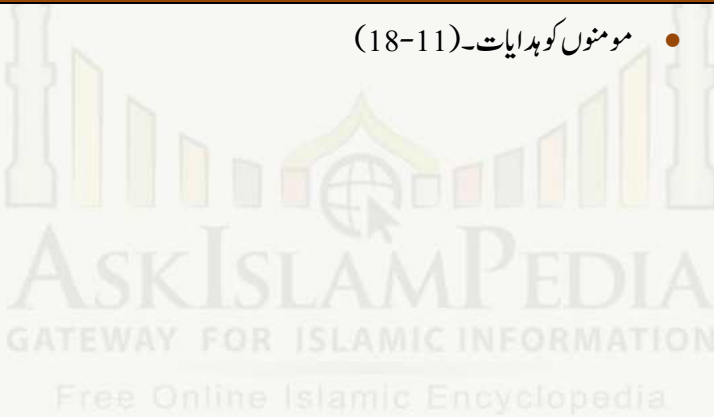 • مومنوں کو ہدایات۔(11-18)
ASKISLAMPEDIA
GATEWAY FOR ISLAMIC INFORMATION
Free Online Islamic Encyclopedia